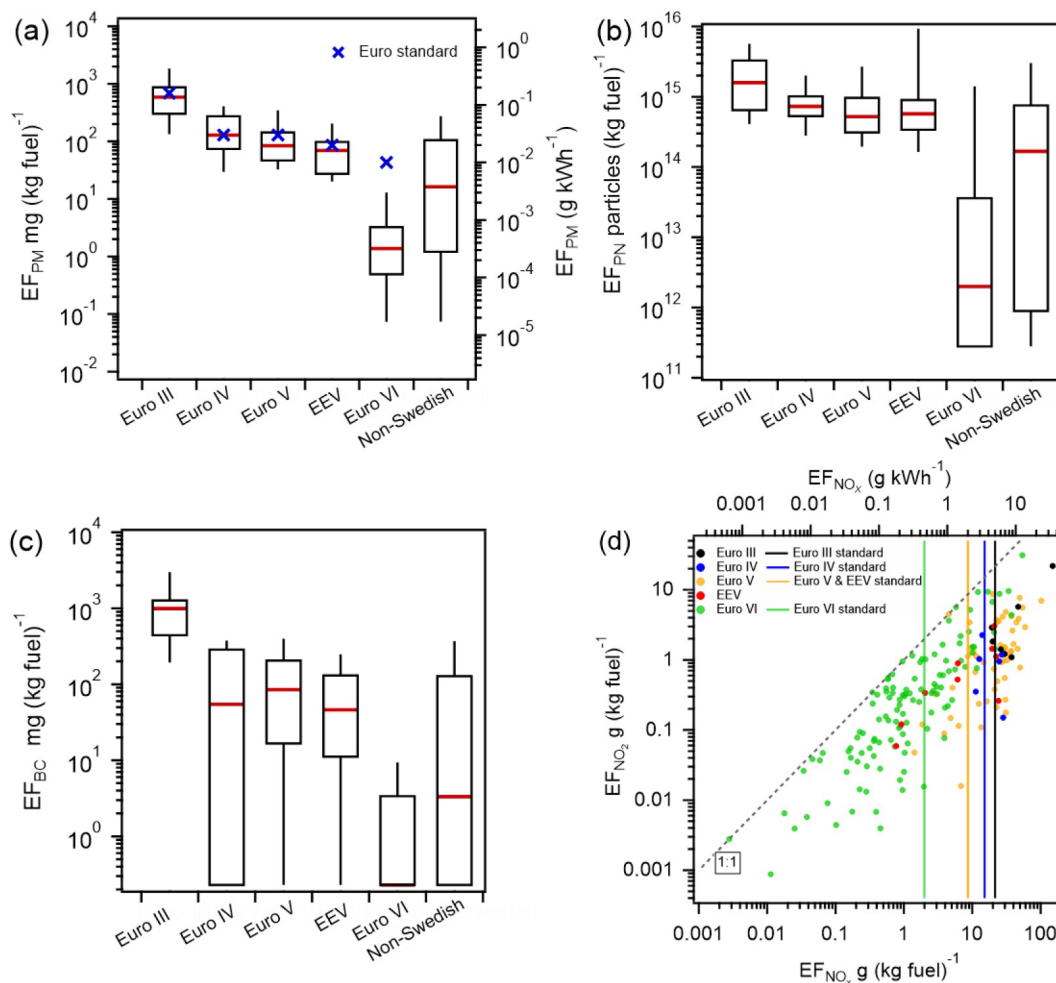 (a)
10⁴
10³
10²
10¹
10⁰
10⁻¹
10⁻²
EF_PM mg (kg fuel)⁻¹
× Euro standard
10⁰
10⁻¹
10⁻²
10⁻³
10⁻⁴
10⁻⁵
EF_PM (g kWh⁻¹)
Euro III
Euro IV
Euro V
EEV
Euro VI
Non-Swedish
(b)
10¹⁶
10¹⁵
10¹⁴
10¹³
10¹²
10¹¹
EF_PN particles (kg fuel)⁻¹
Euro III
Euro IV
Euro V
EEV
Euro VI
Non-Swedish
(c)
10⁴
10³
10²
10¹
10⁰
EF_BC mg (kg fuel)⁻¹
Euro III
Euro IV
Euro V
EEV
Euro VI
Non-Swedish
EF_NOx (g kWh⁻¹)
0.001 0.01 0.1 1 10
(d)
Euro III Euro III standard
Euro IV Euro IV standard
Euro V Euro V & EEV standard
EEV
Euro VI Euro VI standard
10
1
0.1
0.01
0.001
EF_NO₂ g (kg fuel)⁻¹
1:1
0.001 0.01 0.1 1 10 100
EF_NOx g (kg fuel)⁻¹